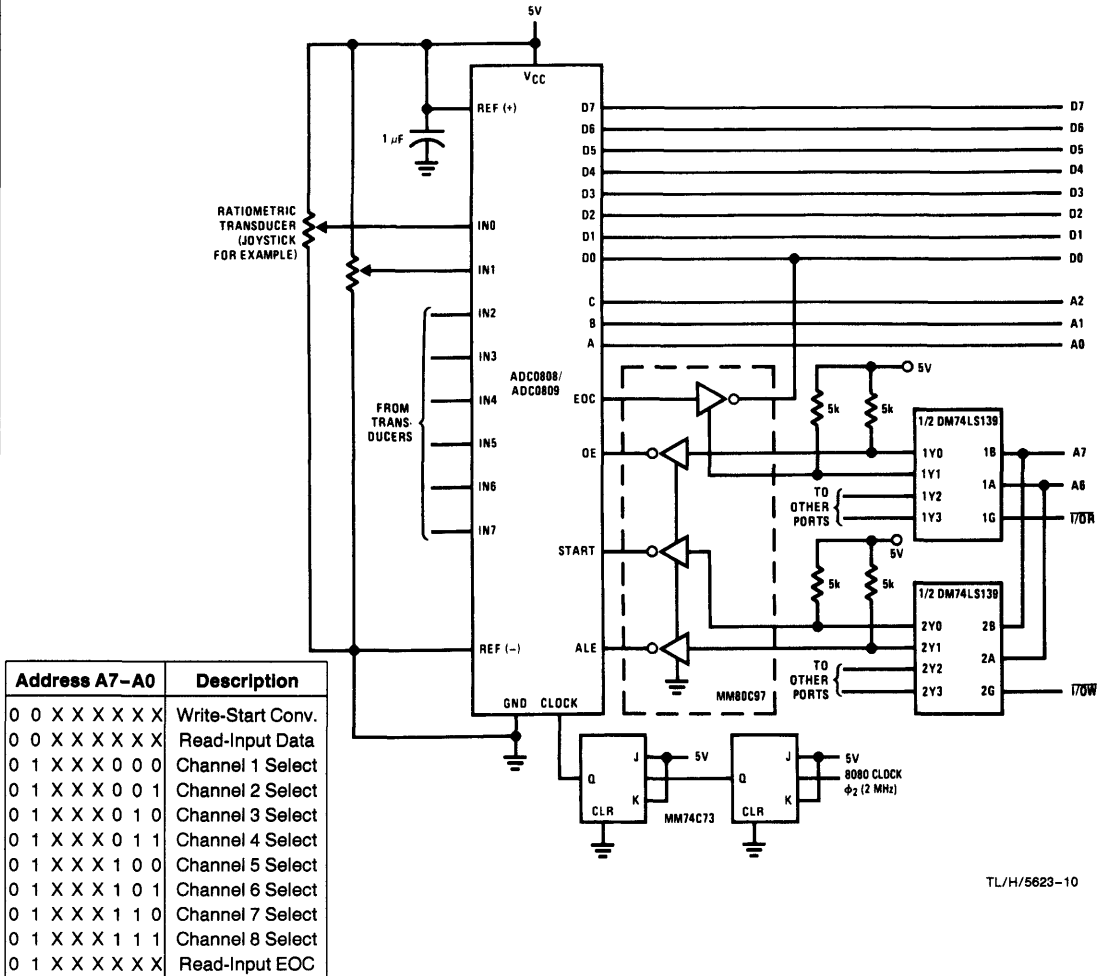 5V
VCC
REF (+)
1 μF
RATIOMETRIC
TRANSDUCER
(JOYSTICK
FOR EXAMPLE)
IN0
IN1
IN2
IN3
IN4
IN5
IN6
IN7
FROM
TRANS-
DUCERS
ADC0808/
ADC0809
REF (−)
GND CLOCK
D7
D6
D5
D4
D3
D2
D1
D0
C
B
A
EOC
OE
START
ALE
D7
D6
D5
D4
D3
D2
D1
D0
A2
A1
A0
5V
5k
5k
1/2 DM74LS139
1Y0
1Y1
1Y2
1Y3
1B
1A
1G
A7
A6
I/OR
TO
OTHER
PORTS
5V
5k
5k
1/2 DM74LS139
2Y0
2Y1
2Y2
2Y3
2B
2A
2G
I/OW
TO
OTHER
PORTS
MM80C97
Q
J
K
CLR
5V
MM74C73
Q
J
K
CLR
5V
8080 CLOCK
ϕ2 (2 MHz)
TL/H/5623–10
Address A7–A0 Description
0 0 X X X X X X Write-Start Conv.
0 0 X X X X X X Read-Input Data
0 1 X X X 0 0 0 Channel 1 Select
0 1 X X X 0 0 1 Channel 2 Select
0 1 X X X 0 1 0 Channel 3 Select
0 1 X X X 0 1 1 Channel 4 Select
0 1 X X X 1 0 0 Channel 5 Select
0 1 X X X 1 0 1 Channel 6 Select
0 1 X X X 1 1 0 Channel 7 Select
0 1 X X X 1 1 1 Channel 8 Select
0 1 X X X X X X Read-Input EOC